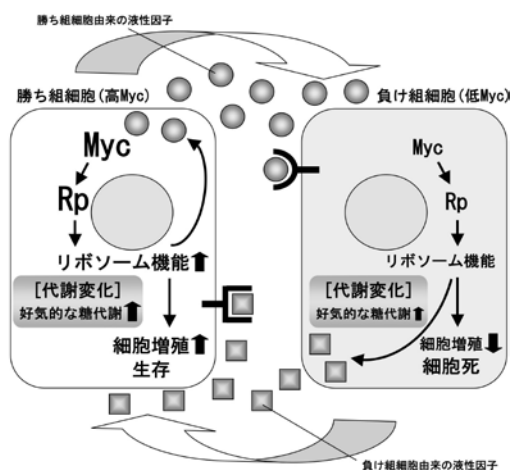 勝ち組細胞由来の液性因子
勝ち組細胞(高Myc)
負け組細胞(低Myc)
Myc
Rp
リボソーム機能
[代謝変化]
好気的な糖代謝
細胞増殖
生存
Myc
Rp
リボソーム機能
[代謝変化]
好気的な糖代謝
細胞増殖
細胞死
負け組細胞由来の液性因子